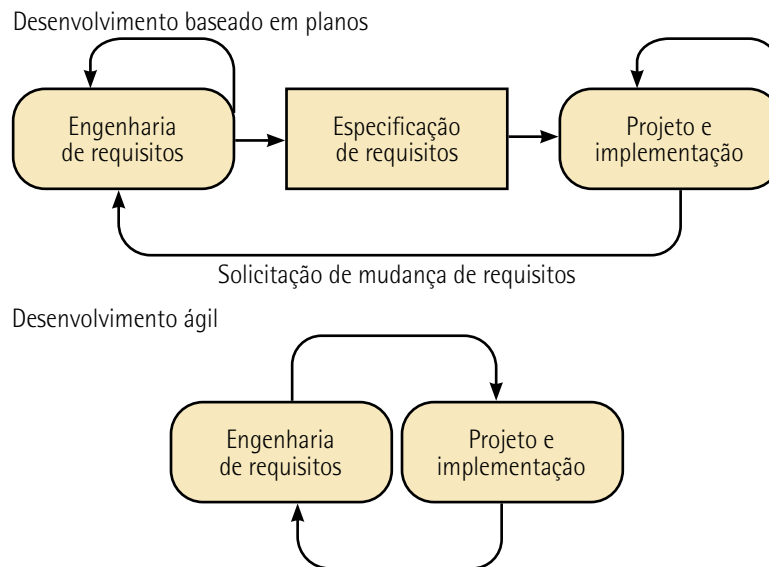 Desenvolvimento baseado em planos
Engenharia
de requisitos
Especificação
de requisitos
Projeto e
implementação
Solicitação de mudança de requisitos
Desenvolvimento ágil
Engenharia
de requisitos
Projeto e
implementação